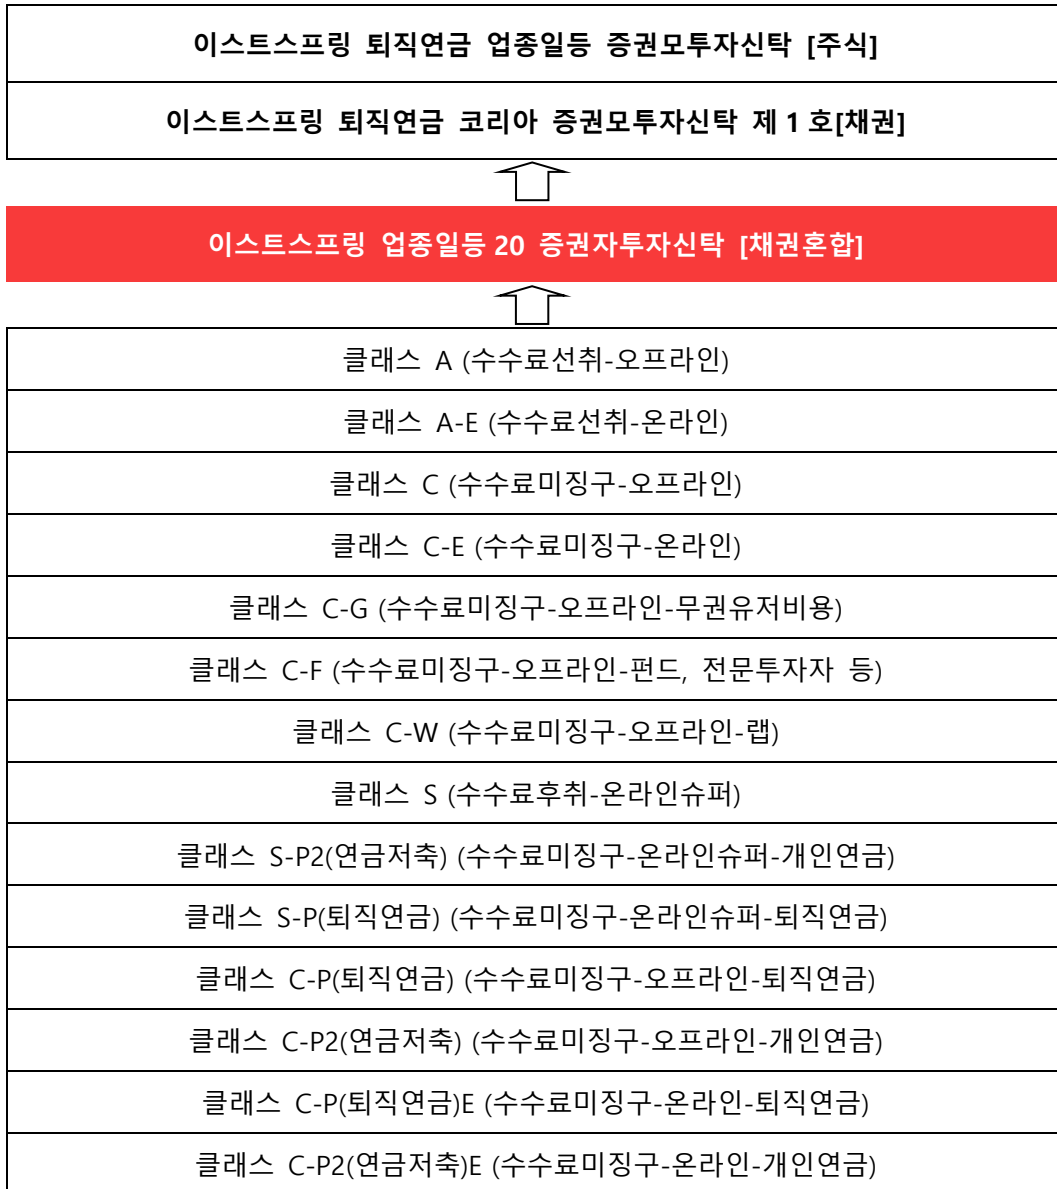 이스트스프링 퇴직연금 업종일등 증권모투자신탁 [주식]
이스트스프링 퇴직연금 코리아 증권모투자신탁 제 1 호[채권]
이스트스프링 업종일등 20 증권자투자신탁 [채권혼합]
클래스 A (수수료선취-오프라인)
클래스 A-E (수수료선취-온라인)
클래스 C (수수료미징구-오프라인)
클래스 C-E (수수료미징구-온라인)
클래스 C-G (수수료미징구-오프라인-무권유저비용)
클래스 C-F (수수료미징구-오프라인-펀드, 전문투자자 등)
클래스 C-W (수수료미징구-오프라인-랩)
클래스 S (수수료후취-온라인슈퍼)
클래스 S-P2(연금저축) (수수료미징구-온라인슈퍼-개인연금)
클래스 S-P(퇴직연금) (수수료미징구-온라인슈퍼-퇴직연금)
클래스 C-P(퇴직연금) (수수료미징구-오프라인-퇴직연금)
클래스 C-P2(연금저축) (수수료미징구-오프라인-개인연금)
클래스 C-P(퇴직연금)E (수수료미징구-온라인-퇴직연금)
클래스 C-P2(연금저축)E (수수료미징구-온라인-개인연금)